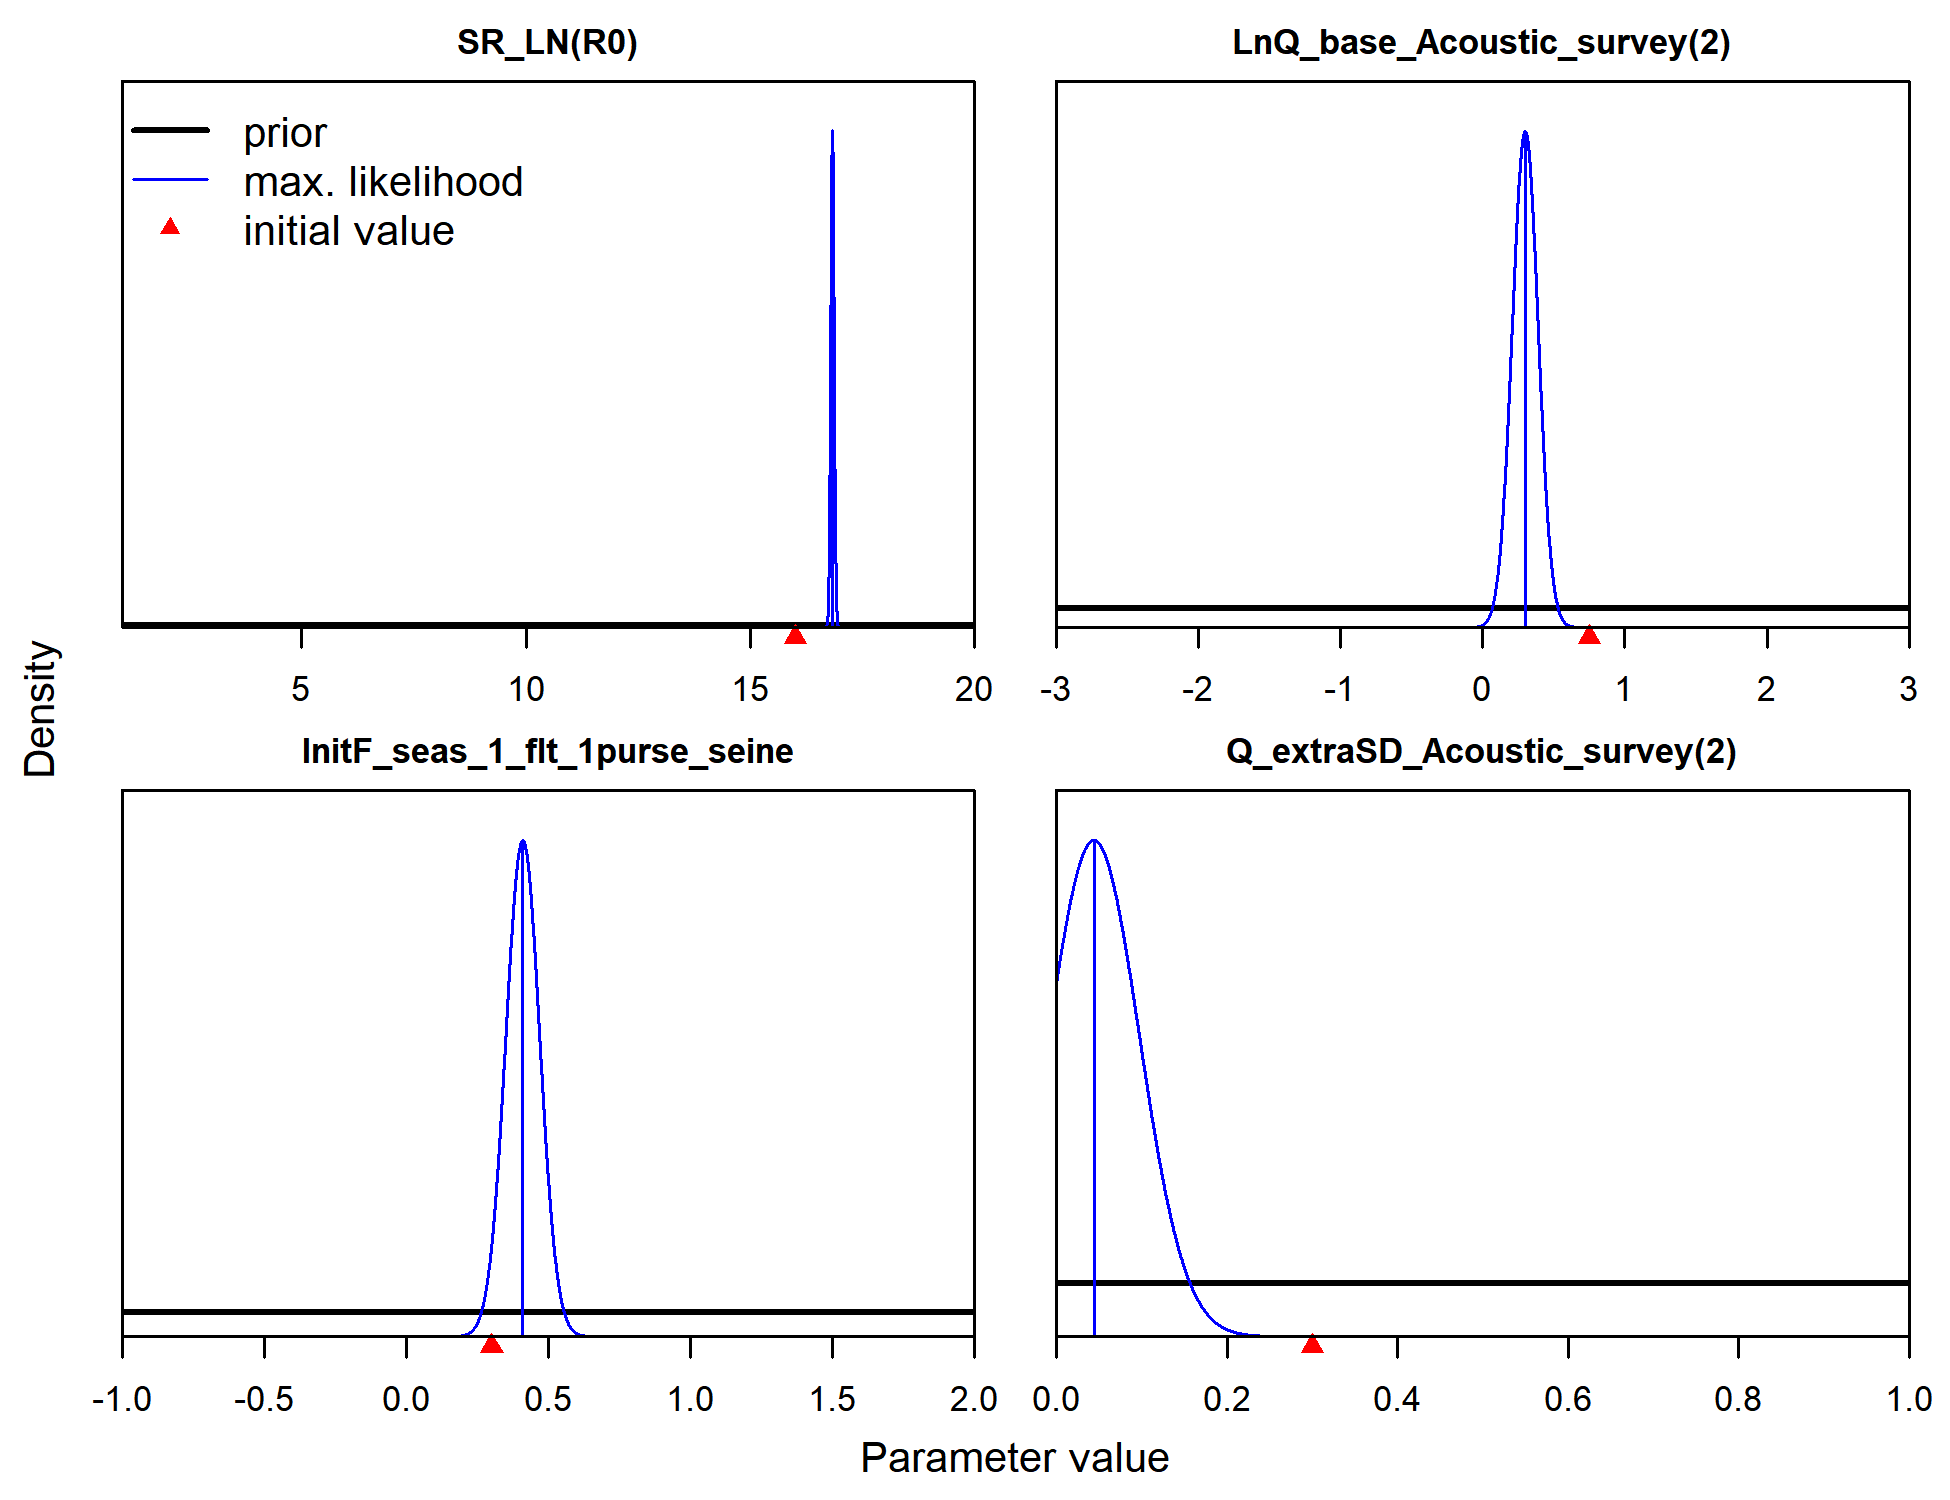 SR_LN(R0)
prior
max. likelihood
initial value
5 10 15 20
LnQ_base_Acoustic_survey(2)
-3 -2 -1 0 1 2 3
Density
InitF_seas_1_flt_1purse_seine
-1.0 -0.5 0.0 0.5 1.0 1.5 2.0
Q_extraSD_Acoustic_survey(2)
0.0 0.2 0.4 0.6 0.8 1.0
Parameter value